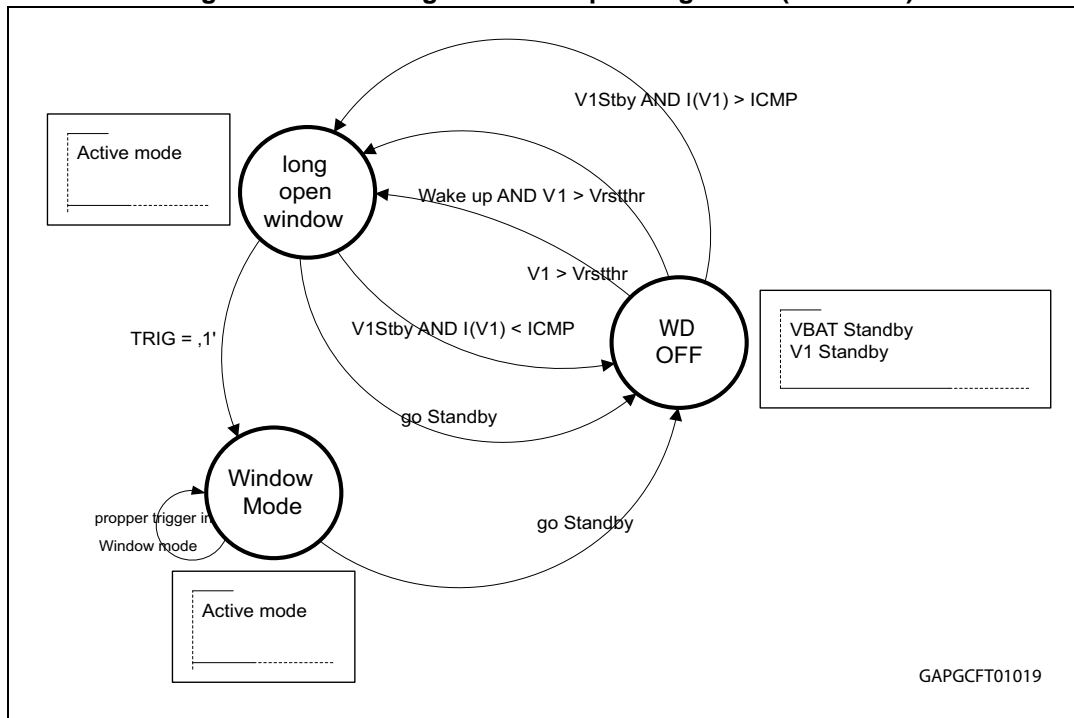 V1Stby AND I(V1) > ICMP
Active mode
long
open
window
Wake up AND V1 > Vrstthr
V1 > Vrstthr
V1Stby AND I(V1) < ICMP
TRIG = ‚1'
WD
OFF
VBAT Standby
V1 Standby
go Standby
Window
Mode
propper trigger in
Window mode
go Standby
Active mode
GAPGCFT01019